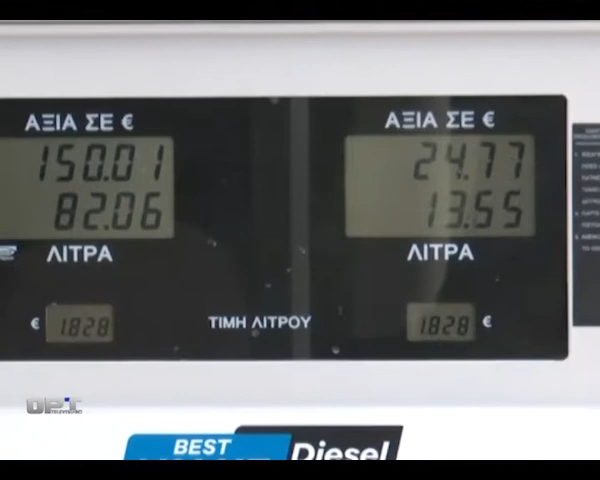 ΑΞΙΑ ΣΕ €
150.01
82.06
ΛΙΤΡΑ
€ 1.828
ΑΞΙΑ ΣΕ €
24.77
13.55
ΛΙΤΡΑ
1.828 €
ΤΙΜΗ ΛΙΤΡΟΥ
ΟΡΤ
BEST
Diesel